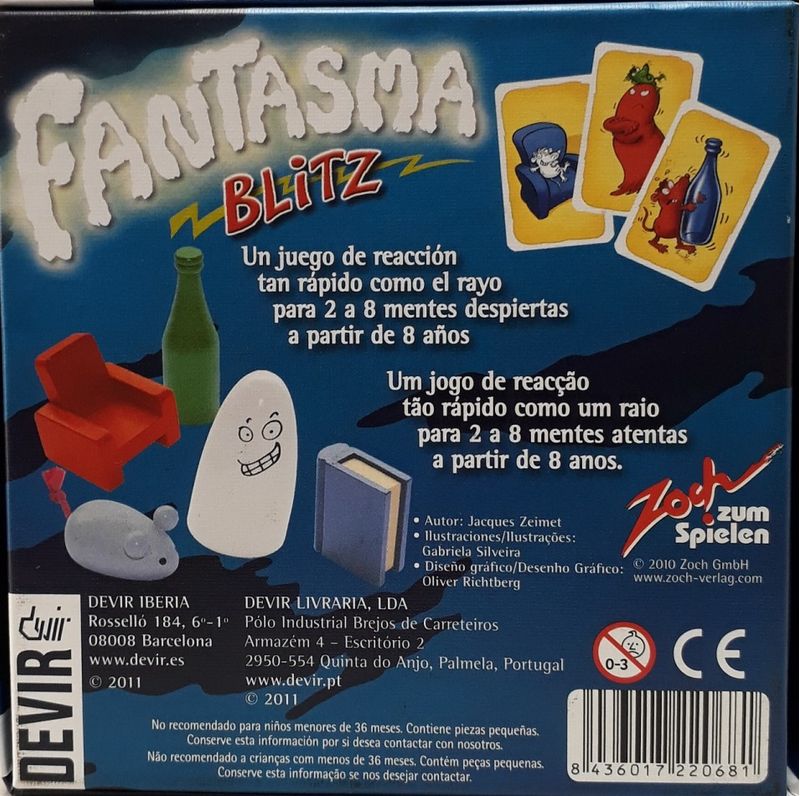 FANTASMA
BLiTZ
Un juego de reacción
tan rápido como el rayo
para 2 a 8 mentes despiertas
a partir de 8 años
Um jogo de reacção
tão rápido como um raio
para 2 a 8 mentes atentas
a partir de 8 anos.
Zoch
zum
Spielen
• Autor: Jacques Zeimet
• Ilustraciones/Ilustrações:
Gabriela Silveira
• Diseño gráfico/Desenho Gráfico:
Oliver Richtberg
© 2010 Zoch GmbH
www.zoch-verlag.com
devir
DEVIR
DEVIR IBERIA
Rosselló 184, 6º-1º
08008 Barcelona
www.devir.es
© 2011
DEVIR LIVRARIA, LDA
Pólo Industrial Brejos de Carreteiros
Armazém 4 – Escritório 2
2950-554 Quinta do Anjo, Palmela, Portugal
www.devir.pt
© 2011
0-3
CE
No recomendado para niños menores de 36 meses. Contiene piezas pequeñas.
Conserve esta información por si desea contactar con nosotros.
Não recomendado a crianças com menos de 36 meses. Contém peças pequenas.
Conserve esta informação se nos desejar contactar.
8 436017 220681